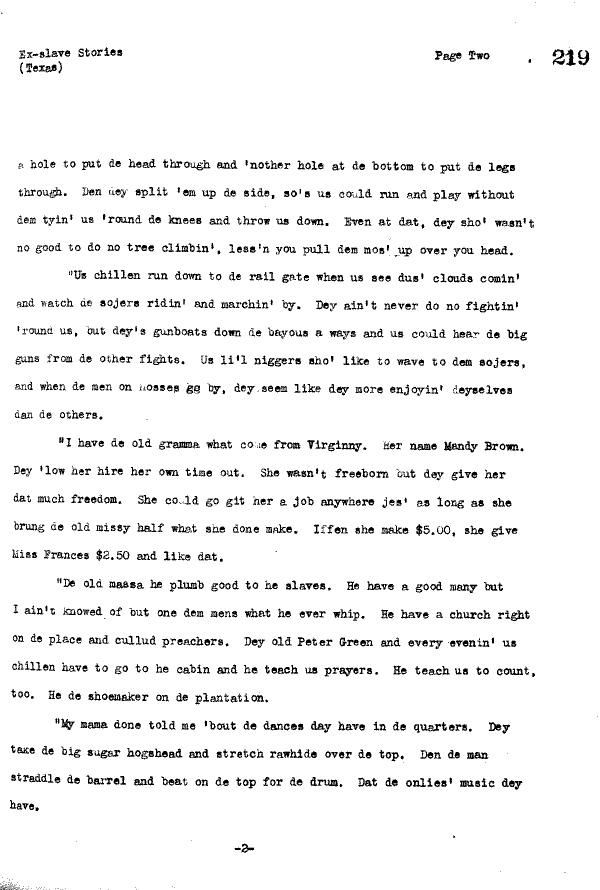 Ex-slave Stories Page Two . 219
(Texas)
a hole to put de head through and 'nother hole at de bottom to put de legs
through. Den dey split 'em up de side, so's us could run and play without
dem tyin' us 'round de knees and throw us down. Even at dat, dey sho' wasn't
no good to do no tree climbin', less'n you pull dem mos' up over you head.
"Us chillen run down to de rail gate when us see dus' clouds comin'
and watch de sojers ridin' and marchin' by. Dey ain't never do no fightin'
'round us, but dey's gunboats down de bayous a ways and us could hear de big
guns from de other fights. Us li'l niggers sho' like to wave to dem sojers,
and when de men on hosses go by, dey seem like dey more enjoyin' deyselves
dan de others.
"I have de old gramma what come from Virginny. Her name Mandy Brown.
Dey 'low her hire her own time out. She wasn't freeborn but dey give her
dat much freedom. She could go git her a job anywhere jes' as long as she
brung de old missy half what she done make. Iffen she make $5.00, she give
Miss Frances $2.50 and like dat.
"De old massa he plumb good to he slaves. He have a good many but
I ain't knowed of but one dem mens what he ever whip. He have a church right
on de place and cullud preachers. Dey old Peter Green and every evenin' us
chillen have to go to he cabin and he teach us prayers. He teach us to count,
too. He de shoemaker on de plantation.
"My mama done told me 'bout de dances day have in de quarters. Dey
take de big sugar hogshead and stretch rawhide over de top. Den de man
straddle de barrel and beat on de top for de drum. Dat de onlies' music dey
have.
-2-